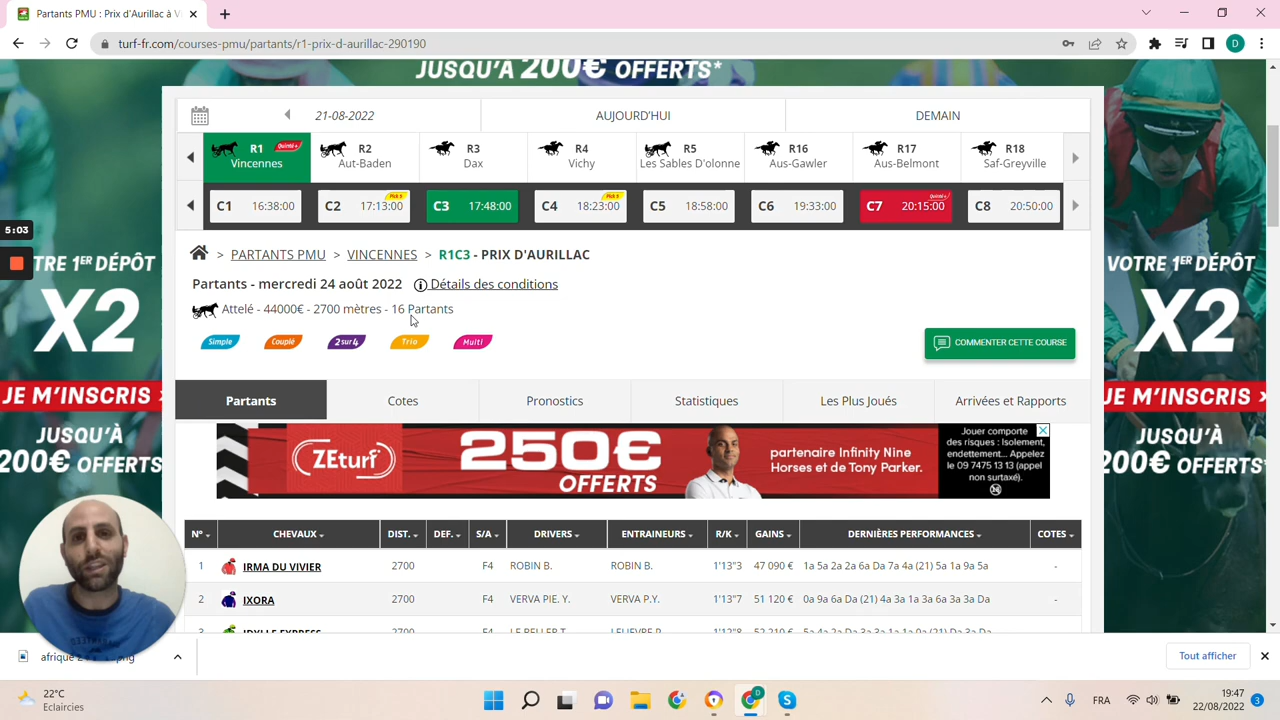 Partants PMU : Prix d'Aurillac à V
turf-fr.com/courses-pmu/partants/r1-prix-d-aurillac-290190
D
JUSQU'À 200€ OFFERTS*
21-08-2022 AUJOURD'HUI DEMAIN
R1 Quinté+ R2 R3 R4 R5 R16 R17 R18
Vincennes Aut-Baden Dax Vichy Les Sables D'olonne Aus-Gawler Aus-Belmont Saf-Greyville
C1 16:38:00 C2 17:13:00 Pick 5 C3 17:48:00 C4 18:23:00 Pick 5 C5 18:58:00 C6 19:33:00 C7 20:15:00 Quinté+ C8 20:50:00
5:03
> PARTANTS PMU > VINCENNES > R1C3 - PRIX D'AURILLAC
Partants - mercredi 24 août 2022 Détails des conditions
Attelé - 44000€ - 2700 mètres - 16 Partants
Simple Couplé 2sur4 Trio Multi
COMMENTER CETTE COURSE
TRE 1ER DÉPÔT
X2
JE M'INSCRIS >
JUSQU'À
200€ OFFERTS
VOTRE 1ER DÉPÔT
X2
JE M'INSCRIS >
JUSQU'À
200€ OFFERTS*
Partants Cotes Pronostics Statistiques Les Plus Joués Arrivées et Rapports
ZEturf 250€ OFFERTS
partenaire Infinity Nine
Horses et de Tony Parker.
Jouer comporte
des risques : Isolement,
endettement... Appelez
le 09 7475 13 13 (appel
non surtaxé).
N° CHEVAUX DIST. DEF. S/A DRIVERS ENTRAINEURS R/K GAINS DERNIÈRES PERFORMANCES COTES
1 IRMA DU VIVIER 2700 F4 ROBIN B. ROBIN B. 1'13"3 47 090 € 1a 5a 2a 2a 6a Da 7a 4a (21) 5a 1a 9a 5a -
2 IXORA 2700 F4 VERVA PIE. Y. VERVA P.Y. 1'13"7 51 120 € 0a 9a 6a Da (21) 4a 3a 1a 3a 6a 3a 3a Da -
3 IDYLLE EXPRESS 2700 F4
Tout afficher
22°C
Eclaircies
D
FRA
19:47
22/08/2022
3